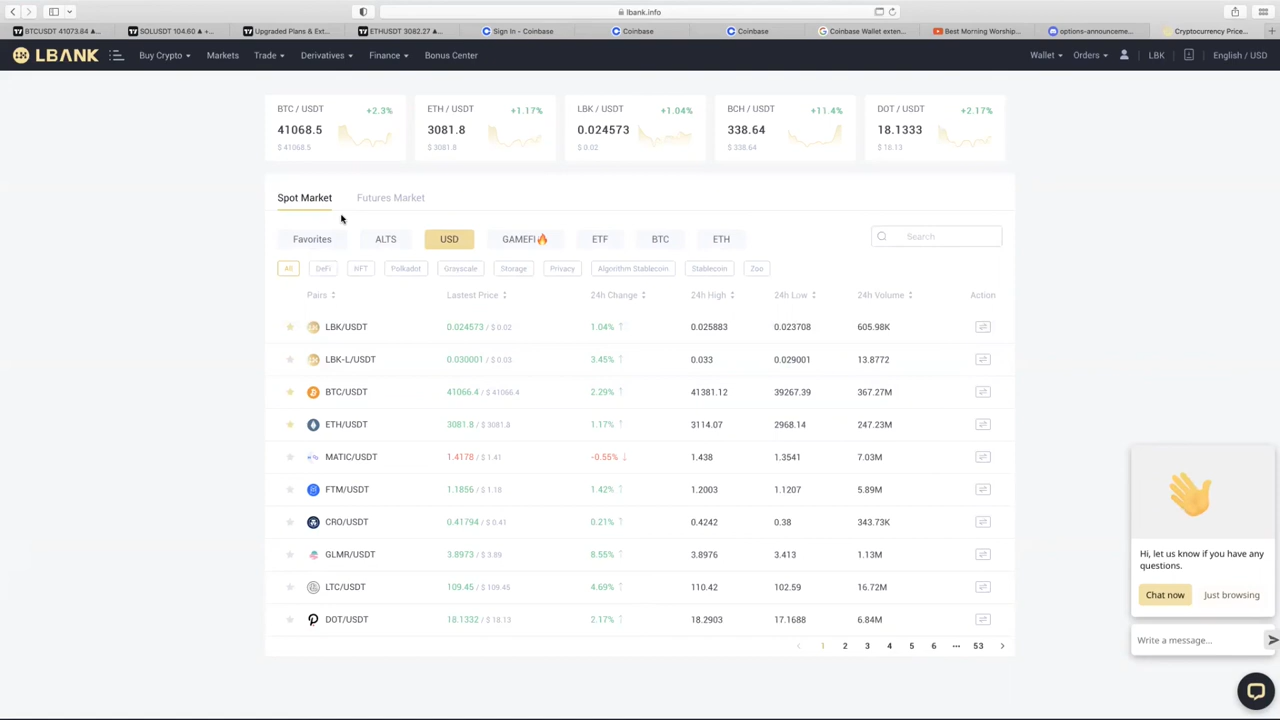 lbank.info
BTCUSDT 41073.84 ▲...
SOLUSDT 104.60 ▲ +...
Upgraded Plans & Ext...
ETHUSDT 3082.27 ▲...
Sign In - Coinbase
Coinbase
Coinbase
Coinbase Wallet exten...
Best Morning Worship...
options-announceme...
Cryptocurrency Price...
LBANK
Buy Crypto
Markets
Trade
Derivatives
Finance
Bonus Center
Wallet
Orders
LBK
English / USD
BTC / USDT +2.3%
41068.5
$ 41068.5
ETH / USDT +1.17%
3081.8
$ 3081.8
LBK / USDT +1.04%
0.024573
$ 0.02
BCH / USDT +11.4%
338.64
$ 338.64
DOT / USDT +2.17%
18.1333
$ 18.13
Spot Market Futures Market
Favorites ALTS USD GAMEFI🔥 ETF BTC ETH Search
All DeFi NFT Polkadot Grayscale Storage Privacy Algorithm Stablecoin Stablecoin Zoo
Pairs Lastest Price 24h Change 24h High 24h Low 24h Volume Action
LBK/USDT 0.024573 / $ 0.02 1.04% ↑ 0.025883 0.023708 605.98K
LBK-L/USDT 0.030001 / $ 0.03 3.45% ↑ 0.033 0.029001 13.8772
BTC/USDT 41066.4 / $ 41066.4 2.29% ↑ 41381.12 39267.39 367.27M
ETH/USDT 3081.8 / $ 3081.8 1.17% ↑ 3114.07 2968.14 247.23M
MATIC/USDT 1.4178 / $ 1.41 -0.55% ↓ 1.438 1.3541 7.03M
FTM/USDT 1.1856 / $ 1.18 1.42% ↑ 1.2003 1.1207 5.89M
CRO/USDT 0.41794 / $ 0.41 0.21% ↑ 0.4242 0.38 343.73K
GLMR/USDT 3.8973 / $ 3.89 8.55% ↑ 3.8976 3.413 1.13M
LTC/USDT 109.45 / $ 109.45 4.69% ↑ 110.42 102.59 16.72M
DOT/USDT 18.1332 / $ 18.13 2.17% ↑ 18.2903 17.1688 6.84M
1 2 3 4 5 6 ••• 53
Hi, let us know if you have any
questions.
Chat now Just browsing
Write a message...